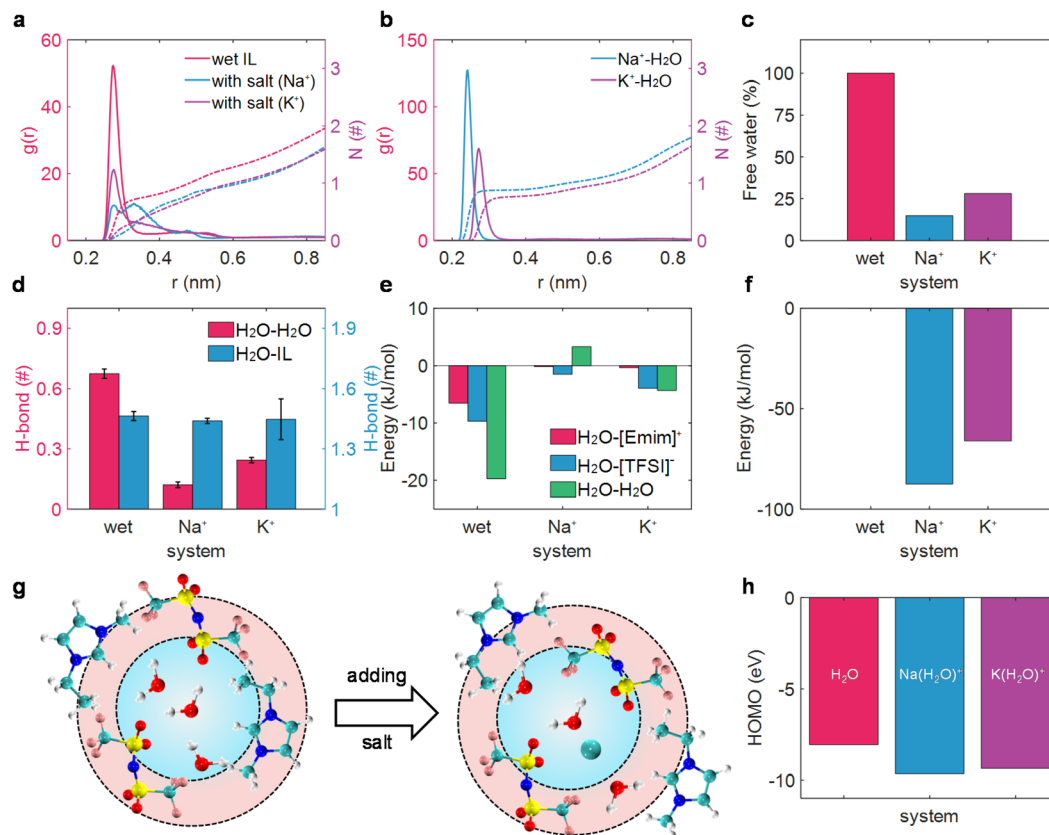 a
60
40
20
0
g(r)
wet IL
with salt (Na⁺)
with salt (K⁺)
3
2
1
0
N (#)
0.2 0.4 0.6 0.8
r (nm)
b
150
100
75
50
25
0
g(r)
Na⁺-H₂O
K⁺-H₂O
3
2
1
0
N (#)
0.2 0.4 0.6 0.8
r (nm)
c
100
75
50
25
0
Free water (%)
wet Na⁺ K⁺
system
d
0.9
0.6
0.3
0
H-bond (#)
H₂O-H₂O
H₂O-IL
1.9
1.6
1.3
1
H-bond (#)
wet Na⁺ K⁺
system
e
10
0
-10
-20
Energy (kJ/mol)
H₂O-[Emim]⁺
H₂O-[TFSI]⁻
H₂O-H₂O
wet Na⁺ K⁺
system
f
0
-50
-100
Energy (kJ/mol)
wet Na⁺ K⁺
system
g
adding
salt
h
0
-5
-10
HOMO (eV)
H₂O
Na(H₂O)⁺
K(H₂O)⁺
system